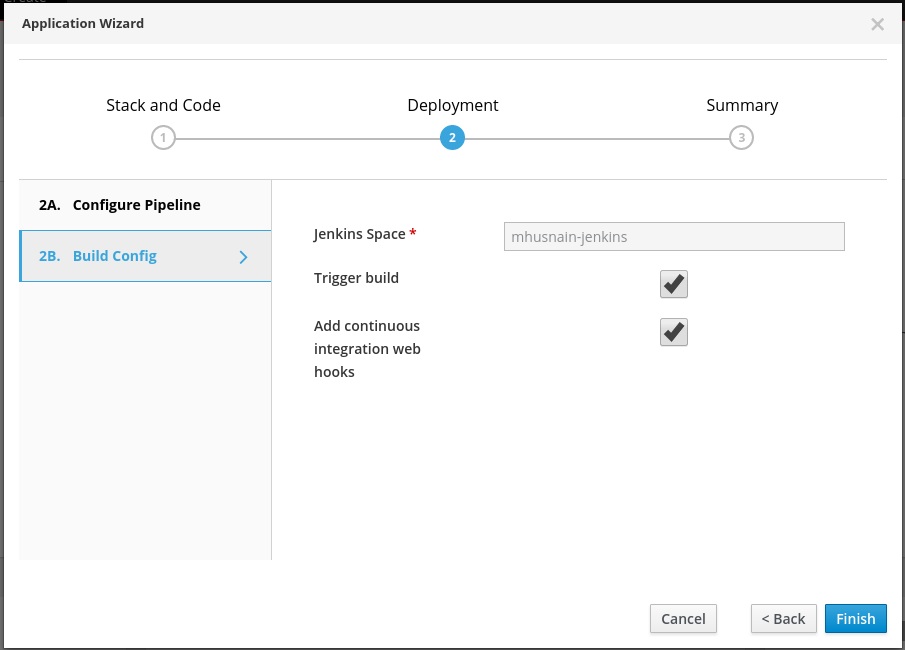 Application Wizard
×
Stack and Code
Deployment
Summary
1
2
3
2A. Configure Pipeline
2B. Build Config
Jenkins Space *
mhusnain-jenkins
Trigger build
Add continuous
integration web
hooks
Cancel
< Back
Finish